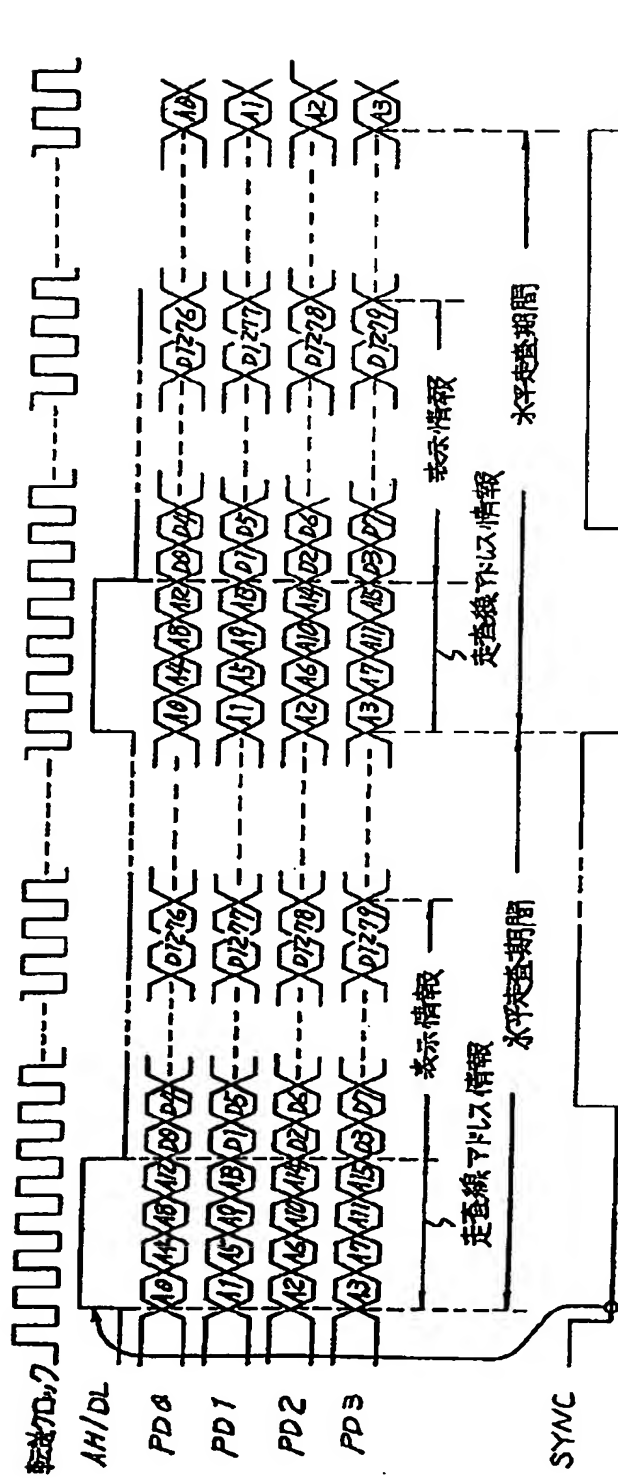 転送クロック
AH/DL
PD0 A0 A4 A8 A12 D0 D4 D1276 A0 A4 A8 A12 D0 D4 D1276 A0
PD1 A1 A5 A9 A13 D1 D5 D1277 A1 A5 A9 A13 D1 D5 D1277 A1
PD2 A2 A6 A10 A14 D2 D6 D1278 A2 A6 A10 A14 D2 D6 D1278 A2
PD3 A3 A7 A11 A15 D3 D7 D1279 A3 A7 A11 A15 D3 D7 D1279 A3
表示情報 表示情報
走査線アドレス情報 走査線アドレス情報
水平走査期間 水平走査期間
SYNC